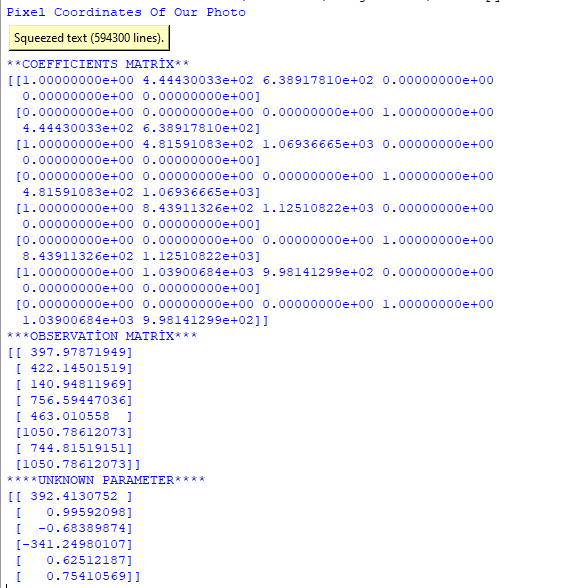 Pixel Coordinates Of Our Photo
Squeezed text (594300 lines).
**COEFFICIENTS MATRİX**
[[1.00000000e+00 4.44430033e+02 6.38917810e+02 0.00000000e+00
  0.00000000e+00 0.00000000e+00]
 [0.00000000e+00 0.00000000e+00 0.00000000e+00 1.00000000e+00
  4.44430033e+02 6.38917810e+02]
 [1.00000000e+00 4.81591083e+02 1.06936665e+03 0.00000000e+00
  0.00000000e+00 0.00000000e+00]
 [0.00000000e+00 0.00000000e+00 0.00000000e+00 1.00000000e+00
  4.81591083e+02 1.06936665e+03]
 [1.00000000e+00 8.43911326e+02 1.12510822e+03 0.00000000e+00
  0.00000000e+00 0.00000000e+00]
 [0.00000000e+00 0.00000000e+00 0.00000000e+00 1.00000000e+00
  8.43911326e+02 1.12510822e+03]
 [1.00000000e+00 1.03900684e+03 9.98141299e+02 0.00000000e+00
  0.00000000e+00 0.00000000e+00]
 [0.00000000e+00 0.00000000e+00 0.00000000e+00 1.00000000e+00
  1.03900684e+03 9.98141299e+02]]
***OBSERVATİON MATRİX***
[[ 397.97871949]
 [ 422.14501519]
 [ 140.94811969]
 [ 756.59447036]
 [ 463.010558  ]
 [1050.78612073]
 [ 744.81519151]
 [1050.78612073]]
****UNKNOWN PARAMETER****
[[ 392.4130752 ]
 [   0.99592098]
 [  -0.68389874]
 [-341.24980107]
 [   0.62512187]
 [   0.75410569]]